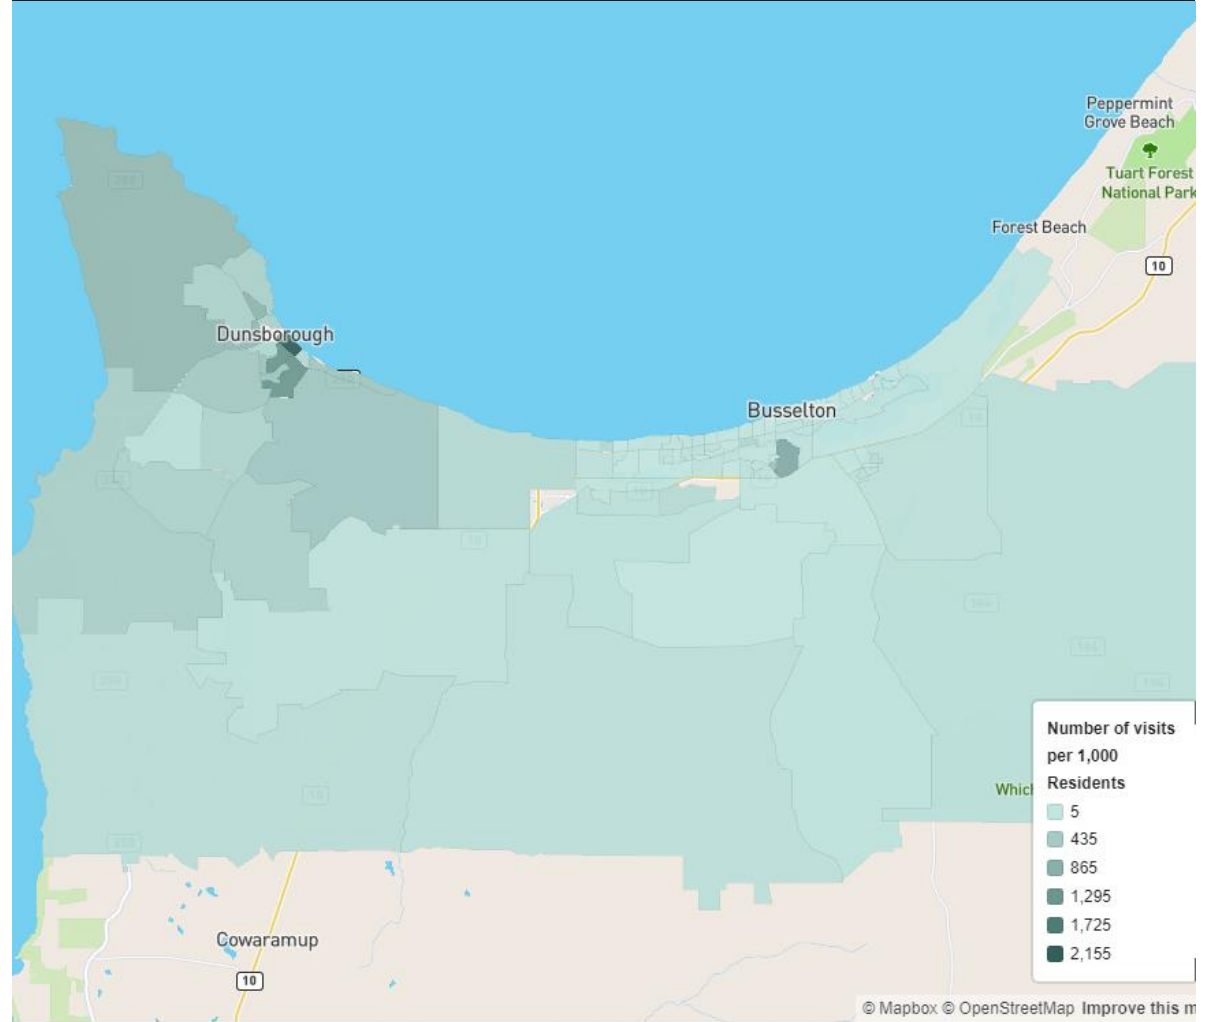 Peppermint
Grove Beach
Tuart Forest
National Park
Forest Beach
10
Dunsborough
Busselton
Number of visits
per 1,000
Residents
5
435
865
1,295
1,725
2,155
Which
Cowaramup
10
© Mapbox © OpenStreetMap Improve this m